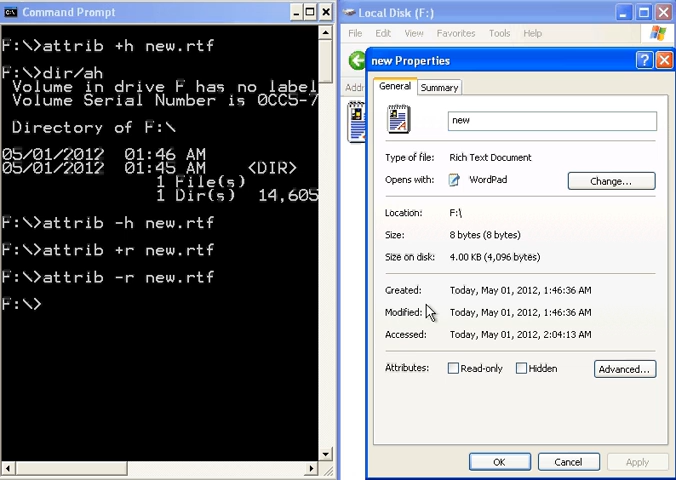 Command Prompt
F:\>attrib +h new.rtf
F:\>dir/ah
Volume in drive F has no label
Volume Serial Number is 0CC5-7
Directory of F:\
05/01/2012 01:46 AM
05/01/2012 01:45 AM <DIR>
1 File(s)
1 Dir(s) 14,605
F:\>attrib -h new.rtf
F:\>attrib +r new.rtf
F:\>attrib -r new.rtf
F:\>
Local Disk (F:)
File Edit View Favorites Tools Help
Addr
new Properties
General Summary
new
Type of file: Rich Text Document
Opens with: WordPad Change...
Location: F:\
Size: 8 bytes (8 bytes)
Size on disk: 4.00 KB (4,096 bytes)
Created: Today, May 01, 2012, 1:46:36 AM
Modified: Today, May 01, 2012, 1:46:36 AM
Accessed: Today, May 01, 2012, 2:04:13 AM
Attributes: Read-only Hidden Advanced...
OK Cancel Apply